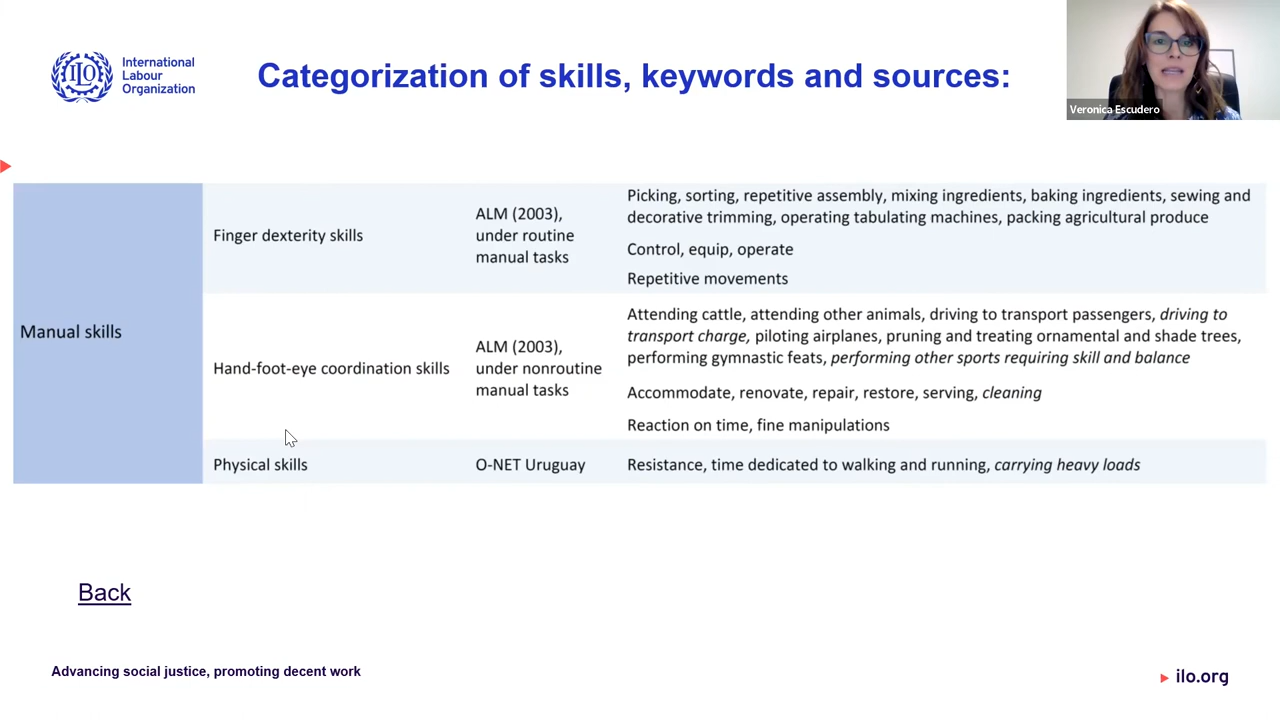 International
Labour
Organization
Categorization of skills, keywords and sources:
Veronica Escudero
Manual skills
Finger dexterity skills
ALM (2003),
under routine
manual tasks
Picking, sorting, repetitive assembly, mixing ingredients, baking ingredients, sewing and
decorative trimming, operating tabulating machines, packing agricultural produce
Control, equip, operate
Repetitive movements
Hand-foot-eye coordination skills
ALM (2003),
under nonroutine
manual tasks
Attending cattle, attending other animals, driving to transport passengers, driving to
transport charge, piloting airplanes, pruning and treating ornamental and shade trees,
performing gymnastic feats, performing other sports requiring skill and balance
Accommodate, renovate, repair, restore, serving, cleaning
Reaction on time, fine manipulations
Physical skills
O-NET Uruguay
Resistance, time dedicated to walking and running, carrying heavy loads
Back
Advancing social justice, promoting decent work
ilo.org